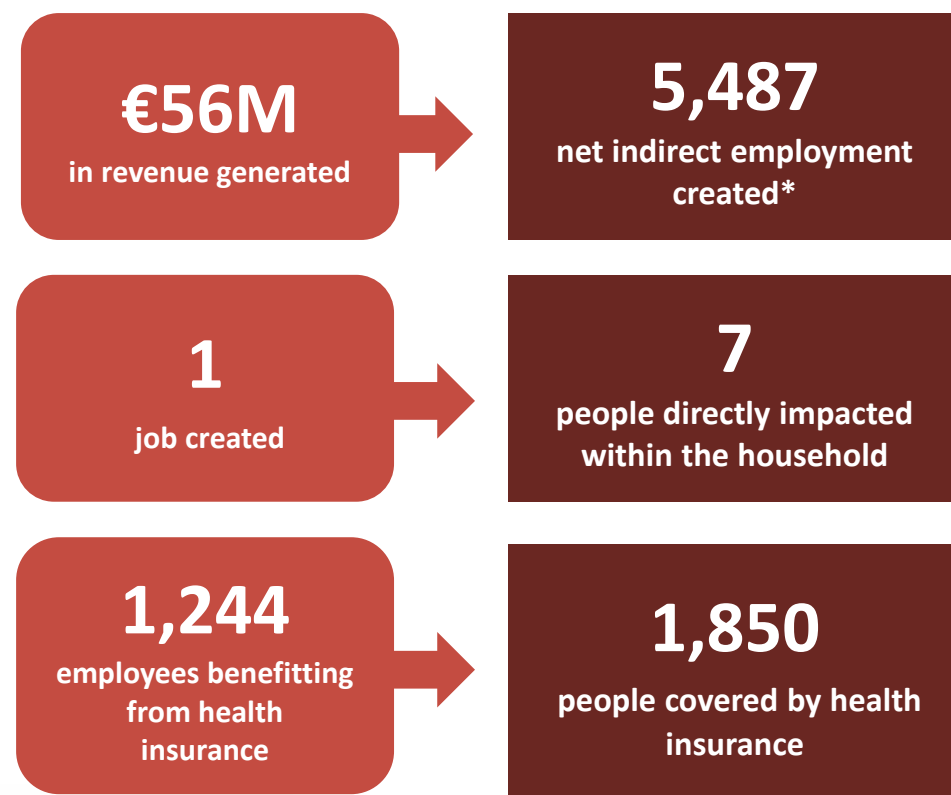 €56M
in revenue generated
5,487
net indirect employment
created*
1
job created
7
people directly impacted
within the household
1,244
employees benefitting
from health
insurance
1,850
people covered by health
insurance